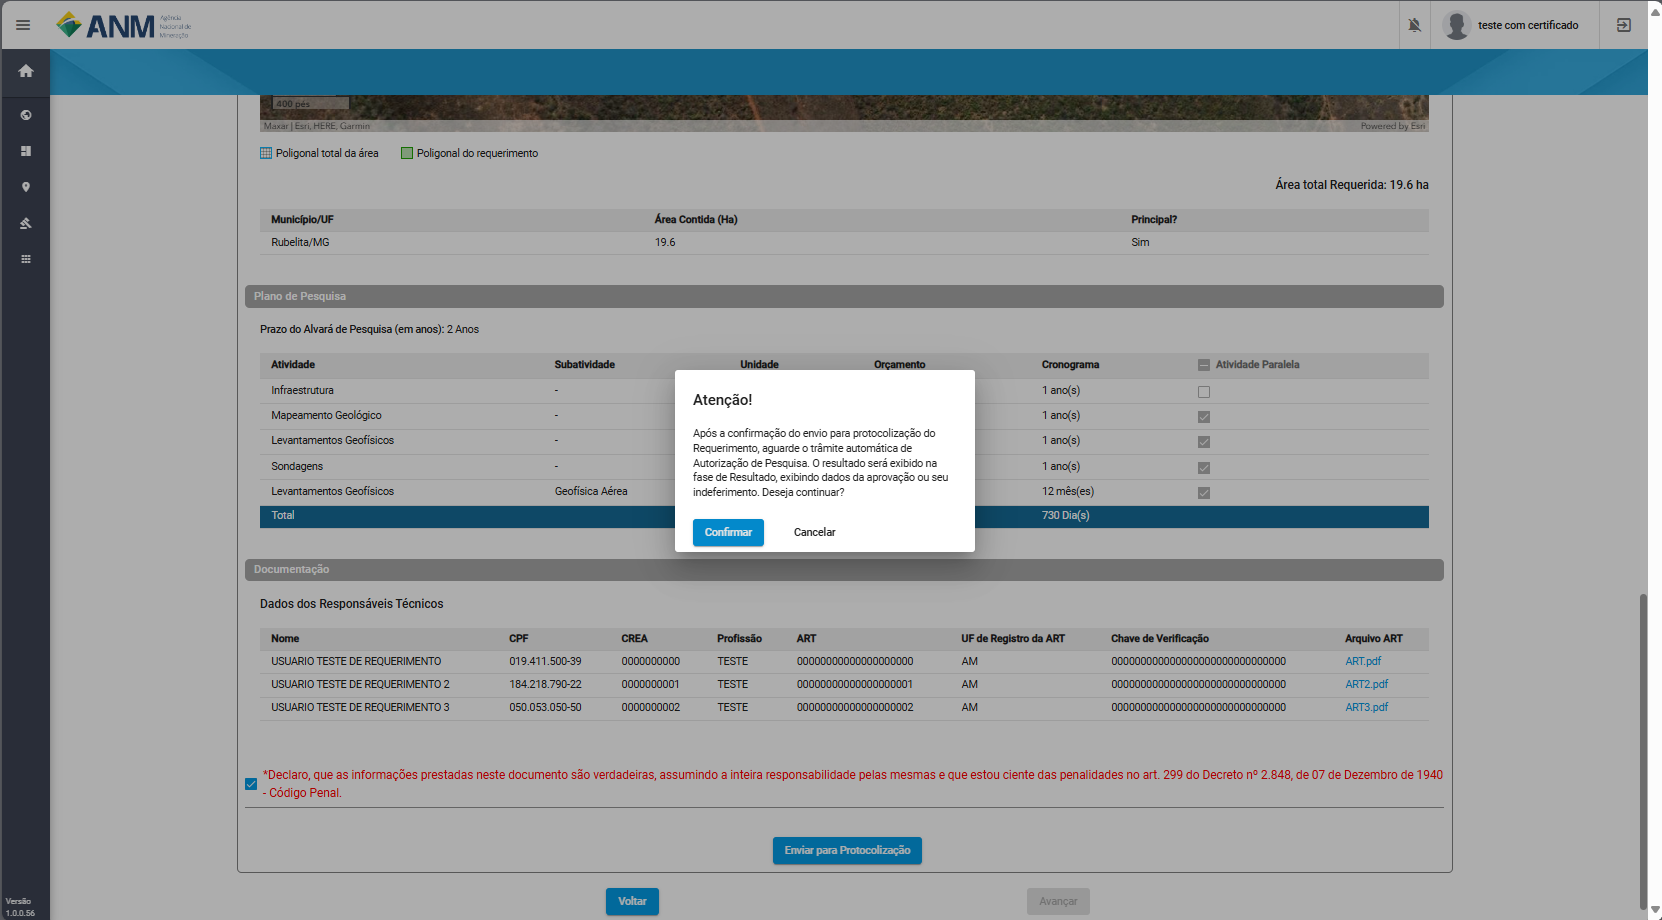 ANM Agência
Nacional de
Mineração
teste com certificado
400 pés
Maxar | Esri, HERE, Garmin Powered by Esri
Poligonal total da área Poligonal do requerimento
Área total Requerida: 19.6 ha
Município/UF Área Contida (Ha) Principal?
Rubelita/MG 19.6 Sim
Plano de Pesquisa
Prazo do Alvará de Pesquisa (em anos): 2 Anos
Atividade Subatividade Unidade Orçamento Cronograma Atividade Paralela
Infraestrutura - 1 ano(s)
Mapeamento Geológico - 1 ano(s)
Levantamentos Geofísicos - 1 ano(s)
Sondagens - 1 ano(s)
Levantamentos Geofísicos Geofísica Aérea 12 mês(es)
Total 730 Dia(s)
Atenção!
Após a confirmação do envio para protocolização do
Requerimento, aguarde o trâmite automática de
Autorização de Pesquisa. O resultado será exibido na
fase de Resultado, exibindo dados da aprovação ou seu
indeferimento. Deseja continuar?
Confirmar Cancelar
Documentação
Dados dos Responsáveis Técnicos
Nome CPF CREA Profissão ART UF de Registro da ART Chave de Verificação Arquivo ART
USUARIO TESTE DE REQUERIMENTO 019.411.500-39 0000000000 TESTE 00000000000000000000 AM 000000000000000000000000000000 ART.pdf
USUARIO TESTE DE REQUERIMENTO 2 184.218.790-22 0000000001 TESTE 00000000000000000001 AM 000000000000000000000000000000 ART2.pdf
USUARIO TESTE DE REQUERIMENTO 3 050.053.050-50 0000000002 TESTE 00000000000000000002 AM 000000000000000000000000000000 ART3.pdf
*Declaro, que as informações prestadas neste documento são verdadeiras, assumindo a inteira responsabilidade pelas mesmas e que estou ciente das penalidades no art. 299 do Decreto nº 2.848, de 07 de Dezembro de 1940
- Código Penal.
Enviar para Protocolização
Voltar Avançar
Versão
1.0.0.56